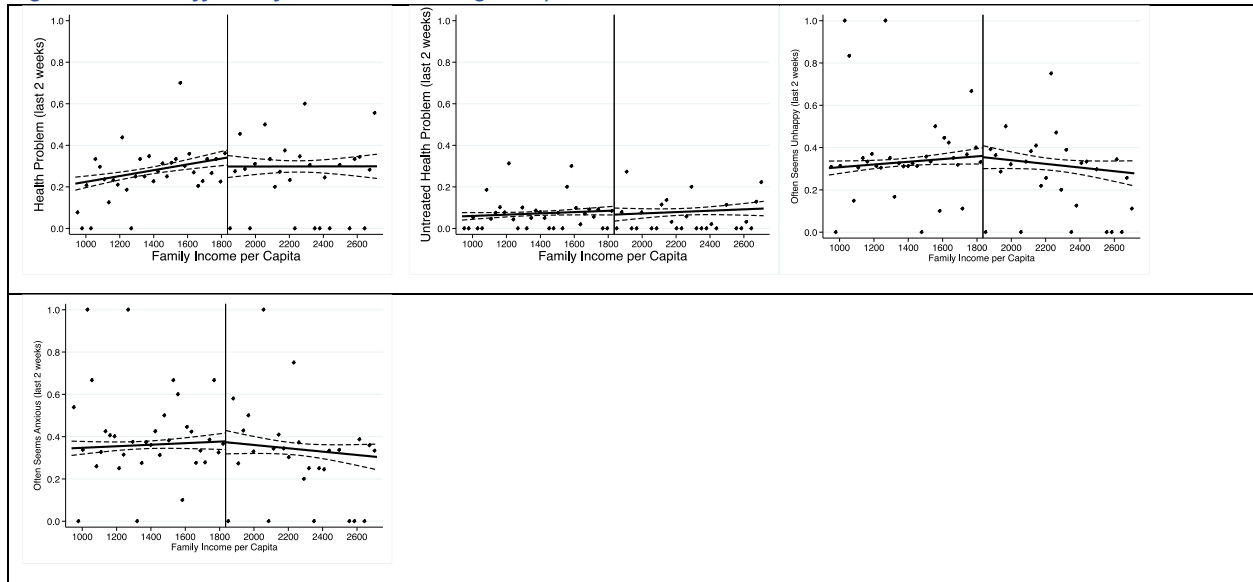 1.0
0.8
0.6
0.4
0.2
0.0
Health Problem (last 2 weeks)
1000 1200 1400 1600 1800 2000 2200 2400 2600
Family Income per Capita
1.0
0.8
0.6
0.4
0.2
0.0
Untreated Health Problem (last 2 weeks)
1000 1200 1400 1600 1800 2000 2200 2400 2600
Family Income per Capita
1.0
0.8
0.6
0.4
0.2
0.0
Often Seems Unhappy (last 2 weeks)
1000 1200 1400 1600 1800 2000 2200 2400 2600
Family Income per Capita
1.0
0.8
0.6
0.4
0.2
0.0
Often Seems Anxious (last 2 weeks)
1000 1200 1400 1600 1800 2000 2200 2400 2600
Family Income per Capita